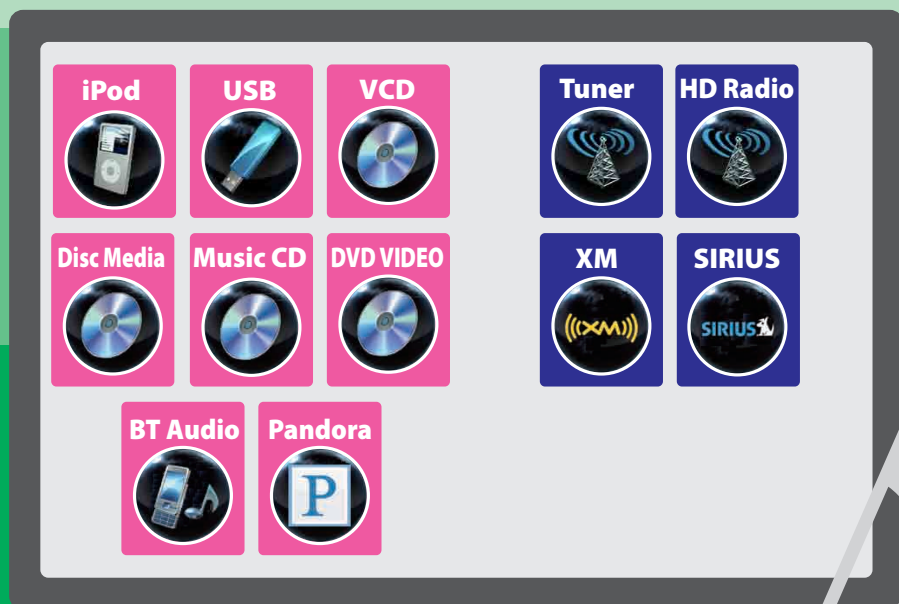 iPod
USB
VCD
Tuner
HD Radio
Disc Media
Music CD
DVD VIDEO
XM
((XM))
SIRIUS
SIRIUS
BT Audio
Pandora
P